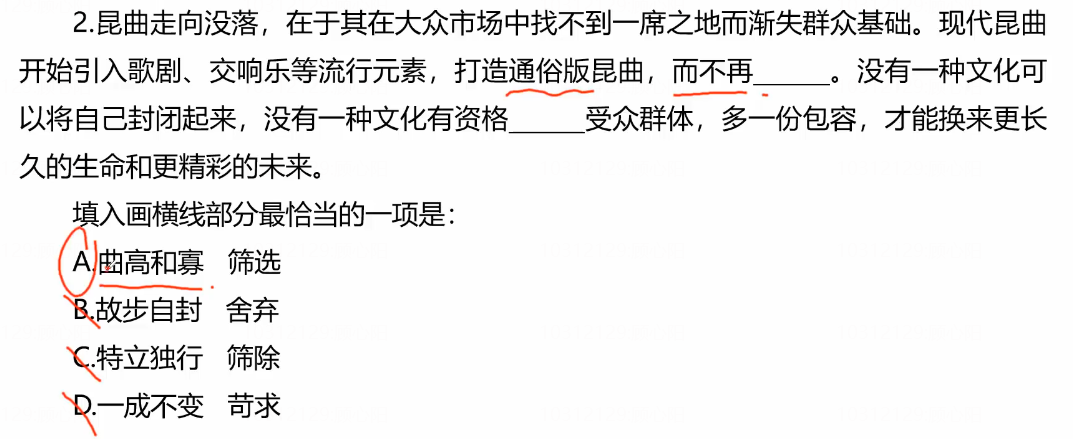 2.昆曲走向没落，在于其在大众市场中找不到一席之地而渐失群众基础。现代昆曲
开始引入歌剧、交响乐等流行元素，打造通俗版昆曲，而不再______。没有一种文化可
以将自己封闭起来，没有一种文化有资格______受众群体，多一份包容，才能换来更长
久的生命和更精彩的未来。
填入画横线部分最恰当的一项是：
A.曲高和寡 筛选
B.故步自封 舍弃
C.特立独行 筛除
D.一成不变 苛求